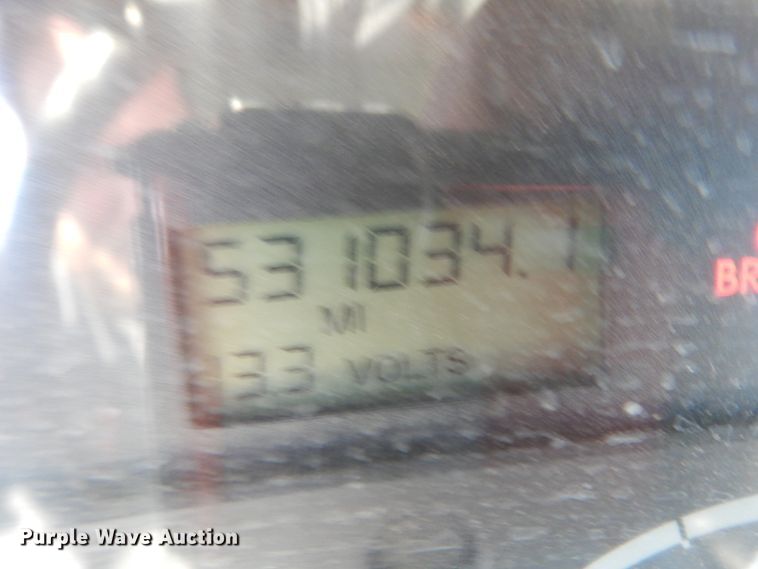 531034.1
MI
13.3 VOLTS
BR
Purple Wave Auction